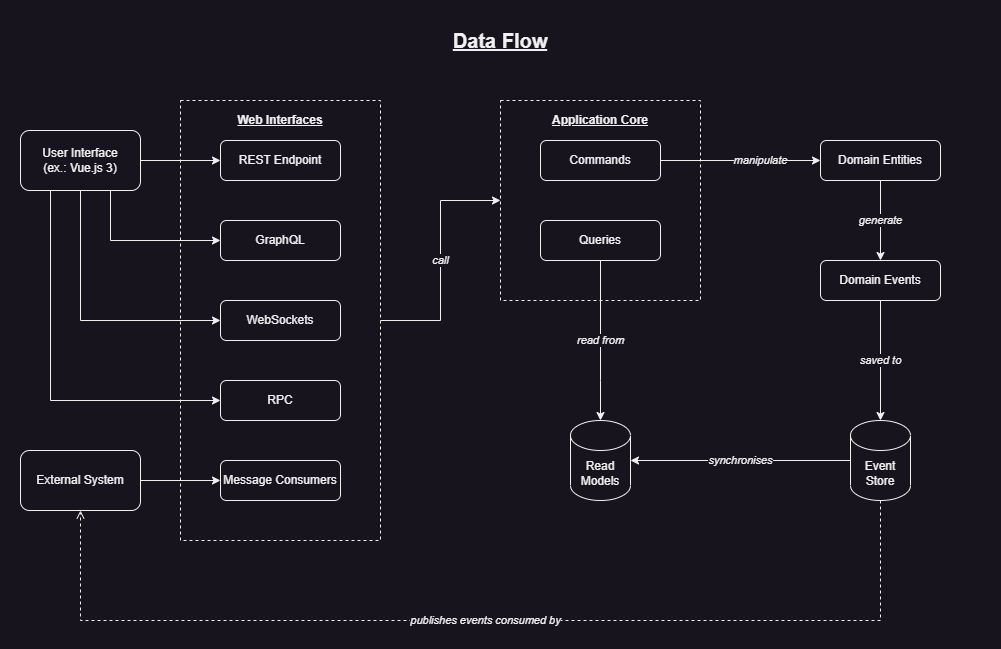 Data Flow
Web Interfaces
Application Core
User Interface
(ex.: Vue.js 3)
REST Endpoint
Commands
manipulate
Domain Entities
generate
GraphQL
Queries
call
Domain Events
WebSockets
read from
saved to
RPC
External System
Message Consumers
Read
Models
synchronises
Event
Store
publishes events consumed by